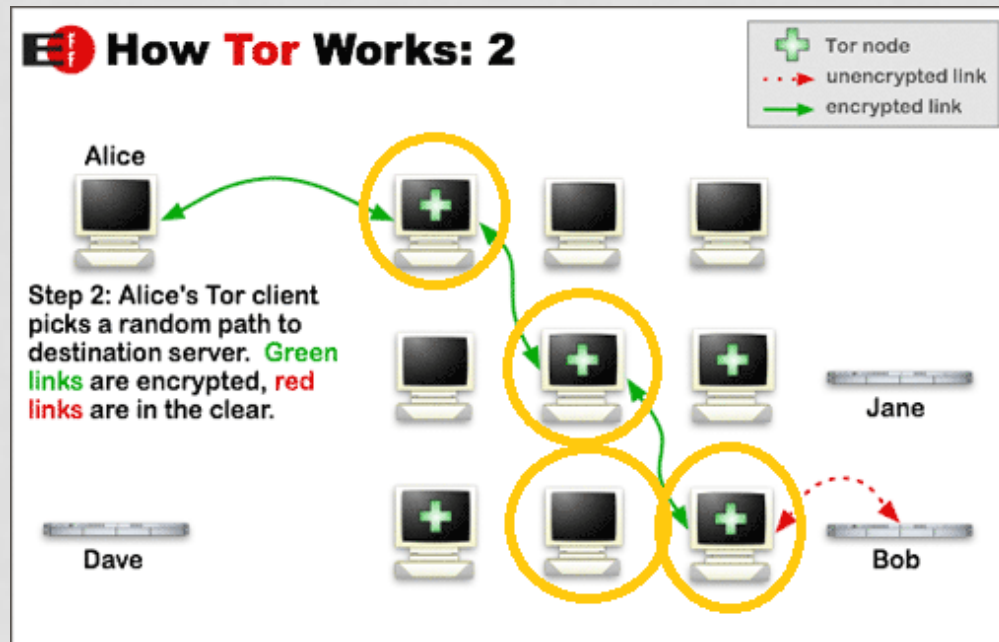 EFF How Tor Works: 2
Tor node
unencrypted link
encrypted link
Alice
Step 2: Alice's Tor client
picks a random path to
destination server. Green
links are encrypted, red
links are in the clear.
Jane
Dave
Bob